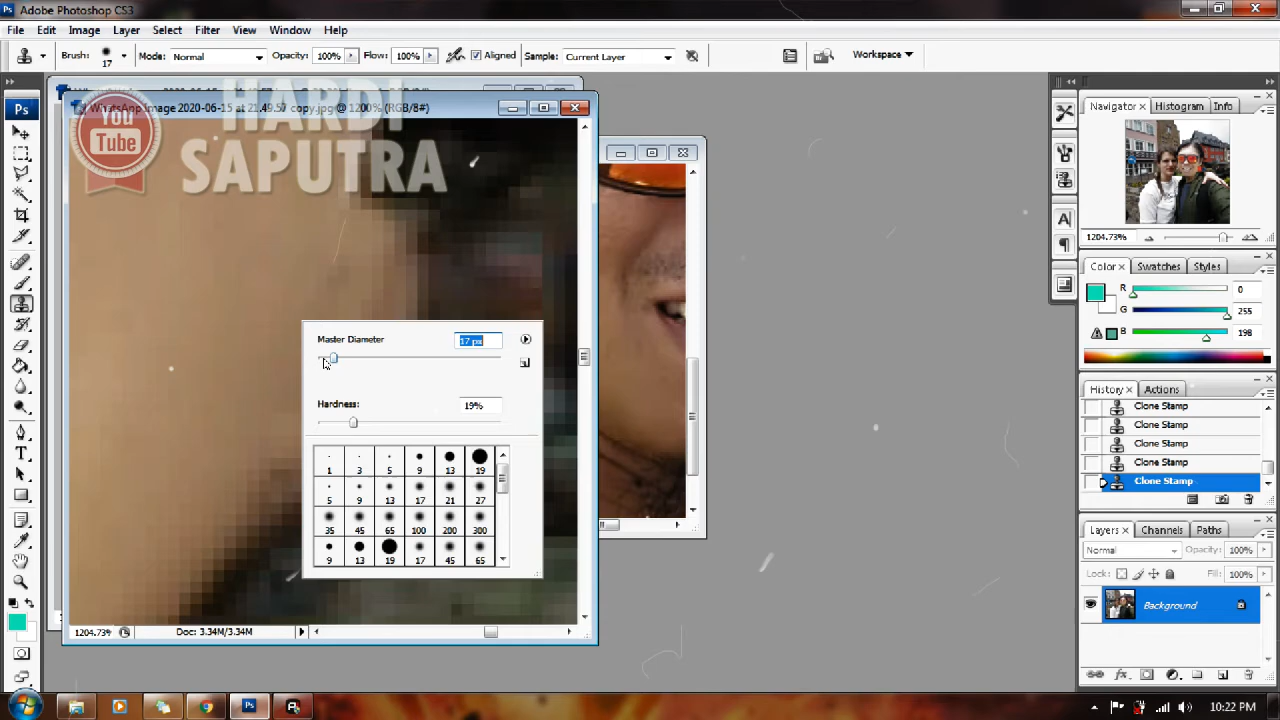 Adobe Photoshop CS3
File Edit Image Layer Select Filter View Window Help
Brush: 17 Mode: Normal Opacity: 100% Flow: 100% Aligned Sample: Current Layer Workspace
WhatsApp Image 2020-06-15 at 21.49.57 copy.jpg @ 1200% (RGB/8#)
You
Tube
HARDI
SAPUTRA
Ps
Navigator Histogram Info
1204.73%
Color Swatches Styles
R 0
G 255
B 198
Master Diameter 17 px
Hardness: 19%
1 3 5 9 13 19
5 9 13 17 21 27
35 45 65 100 200 300
9 13 19 17 45 65
History Actions
Clone Stamp
Clone Stamp
Clone Stamp
Clone Stamp
Clone Stamp
Layers Channels Paths
Normal Opacity: 100%
Lock: Fill: 100%
Background
1204.73% Doc: 3.34M/3.34M
Ps 10:22 PM